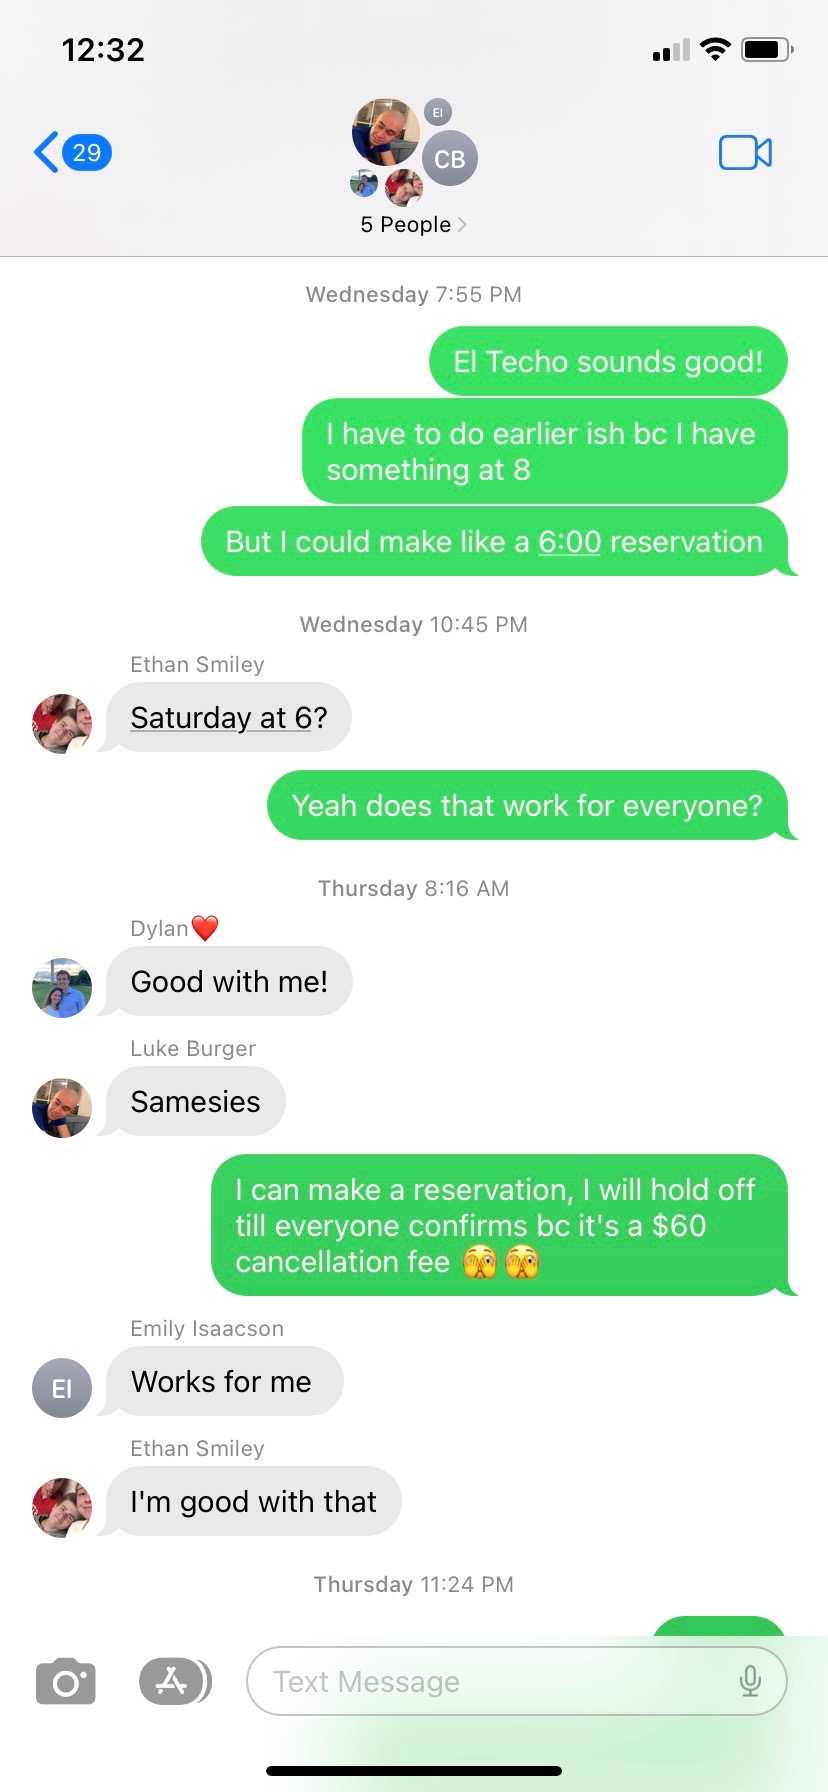 12:32
29
EI
CB
5 People
Wednesday 7:55 PM
El Techo sounds good!
I have to do earlier ish bc I have
something at 8
But I could make like a 6:00 reservation
Wednesday 10:45 PM
Ethan Smiley
Saturday at 6?
Yeah does that work for everyone?
Thursday 8:16 AM
Dylan❤️
Good with me!
Luke Burger
Samesies
I can make a reservation, I will hold off
till everyone confirms bc it's a $60
cancellation fee 🫣🫣
Emily Isaacson
EI
Works for me
Ethan Smiley
I'm good with that
Thursday 11:24 PM
Text Message